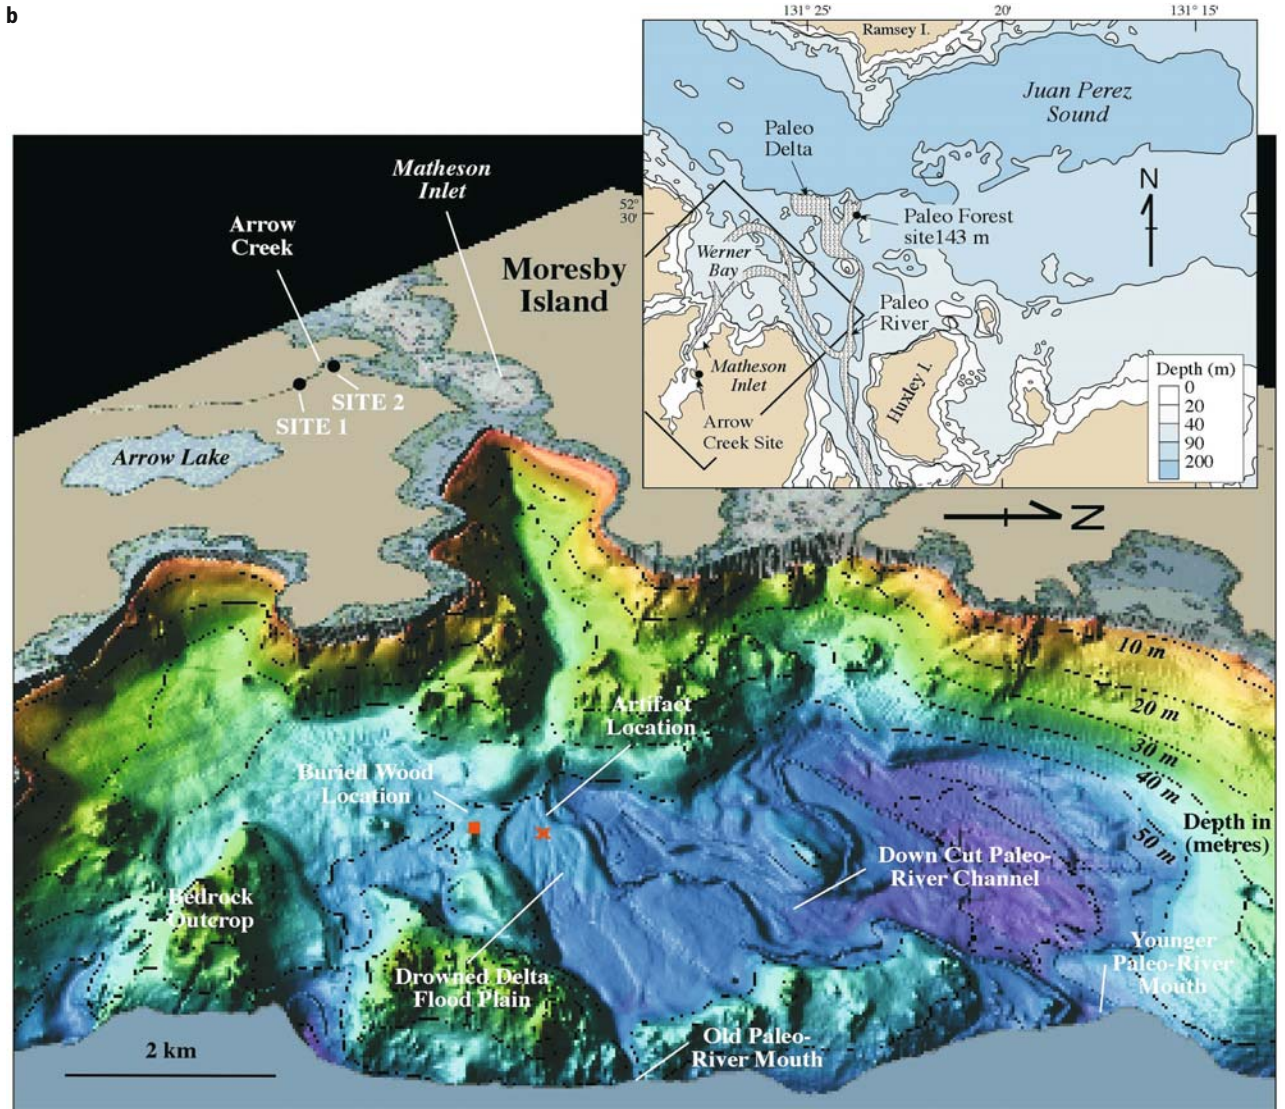 b
131° 25'
20'
131° 15'
Ramsey I.
Juan Perez
Sound
Paleo
Delta
N
52°
30'
Paleo Forest
site143 m
Werner
Bay
Paleo
River
Matheson
Inlet
Huxley I.
Arrow
Creek Site
Depth (m)
0
20
40
90
200
Matheson
Inlet
Arrow
Creek
Moresby
Island
SITE 2
SITE 1
Arrow Lake
N
10 m
20 m
30 m
40 m
50 m
Depth in
(metres)
Artifact
Location
Buried Wood
Location
Down Cut Paleo-
River Channel
Bedrock
Outcrop
Younger
Paleo-River
Mouth
Drowned Delta
Flood Plain
Old Paleo-
River Mouth
2 km